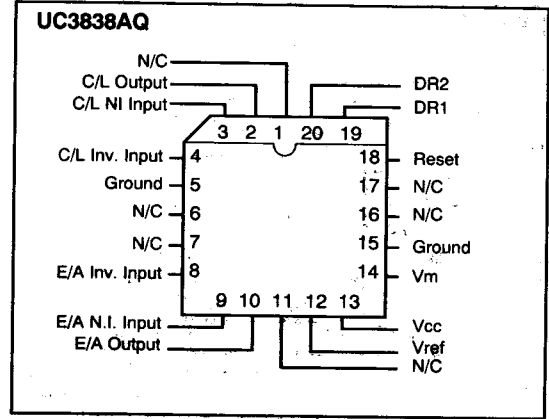 UC3838AQ
N/C
C/L Output
C/L NI Input
DR2
DR1
3 2 1 20 19
C/L Inv. Input 4
Ground 5
N/C 6
N/C 7
E/A Inv. Input 8
18 Reset
17 N/C
16 N/C
15 Ground
14 Vm
9 10 11 12 13
E/A N.I. Input
E/A Output
Vcc
Vref
N/C